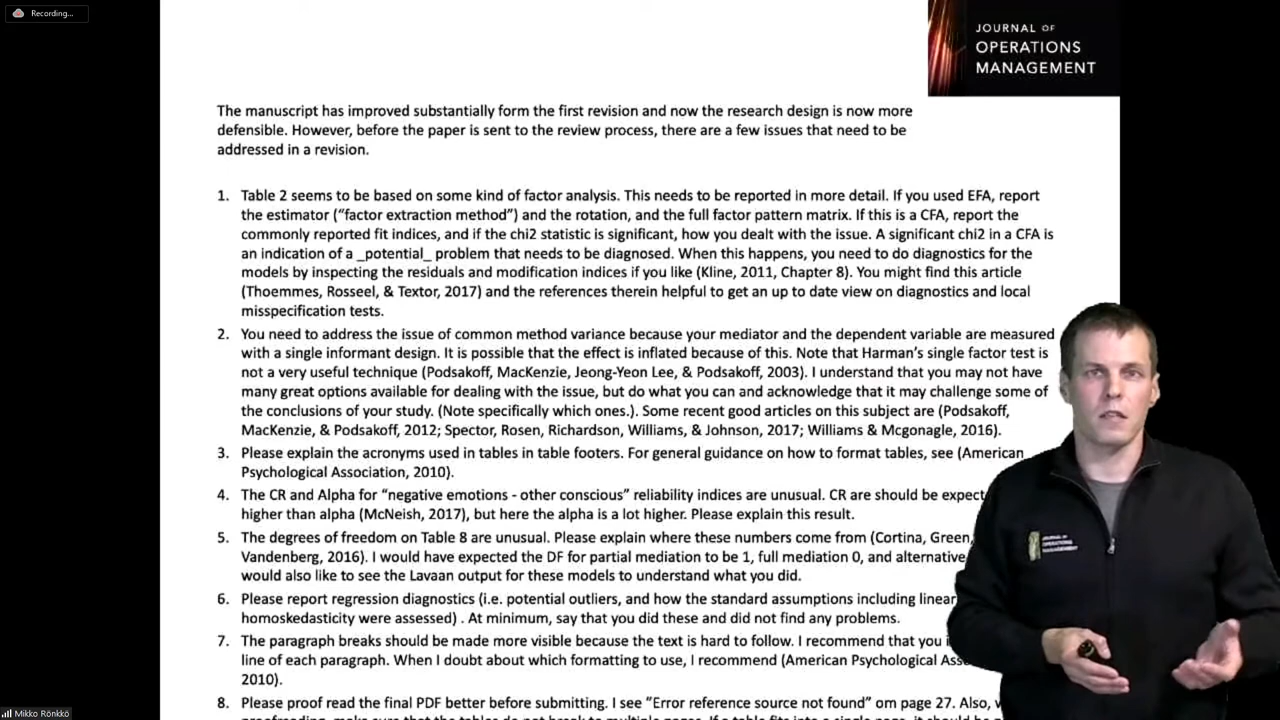 Recording...
JOURNAL OF
OPERATIONS
MANAGEMENT
The manuscript has improved substantially form the first revision and now the research design is now more
defensible. However, before the paper is sent to the review process, there are a few issues that need to be
addressed in a revision.
1. Table 2 seems to be based on some kind of factor analysis. This needs to be reported in more detail. If you used EFA, report
the estimator (“factor extraction method”) and the rotation, and the full factor pattern matrix. If this is a CFA, report the
commonly reported fit indices, and if the chi2 statistic is significant, how you dealt with the issue. A significant chi2 in a CFA is
an indication of a _potential_ problem that needs to be diagnosed. When this happens, you need to do diagnostics for the
models by inspecting the residuals and modification indices if you like (Kline, 2011, Chapter 8). You might find this article
(Thoemmes, Rosseel, & Textor, 2017) and the references therein helpful to get an up to date view on diagnostics and local
misspecification tests.
2. You need to address the issue of common method variance because your mediator and the dependent variable are measured
with a single informant design. It is possible that the effect is inflated because of this. Note that Harman’s single factor test is
not a very useful technique (Podsakoff, MacKenzie, Jeong-Yeon Lee, & Podsakoff, 2003). I understand that you may not have
many great options available for dealing with the issue, but do what you can and acknowledge that it may challenge some of
the conclusions of your study. (Note specifically which ones.). Some recent good articles on this subject are (Podsakoff,
MacKenzie, & Podsakoff, 2012; Spector, Rosen, Richardson, Williams, & Johnson, 2017; Williams & Mcgonagle, 2016).
3. Please explain the acronyms used in tables in table footers. For general guidance on how to format tables, see (American
Psychological Association, 2010).
4. The CR and Alpha for “negative emotions - other conscious” reliability indices are unusual. CR are should be expect
higher than alpha (McNeish, 2017), but here the alpha is a lot higher. Please explain this result.
5. The degrees of freedom on Table 8 are unusual. Please explain where these numbers come from (Cortina, Green,
Vandenberg, 2016). I would have expected the DF for partial mediation to be 1, full mediation 0, and alternative
would also like to see the Lavaan output for these models to understand what you did.
6. Please report regression diagnostics (i.e. potential outliers, and how the standard assumptions including linear
homoskedasticity were assessed) . At minimum, say that you did these and did not find any problems.
7. The paragraph breaks should be made more visible because the text is hard to follow. I recommend that you i
line of each paragraph. When I doubt about which formatting to use, I recommend (American Psychological Ass
2010).
8. Please proof read the final PDF better before submitting. I see “Error reference source not found” om page 27. Also,
JOURNAL OF
OPERATIONS
MANAGEMENT
Mikko Rönkkö